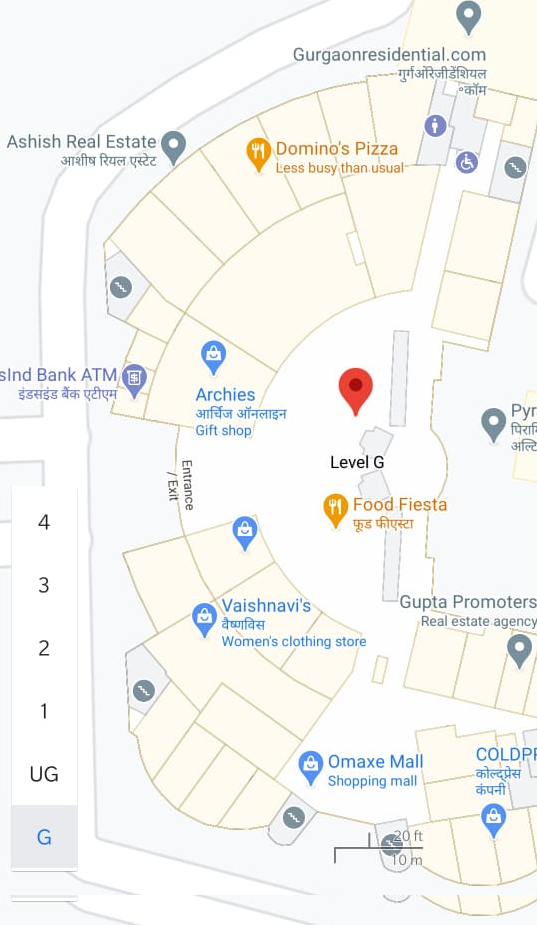 Gurgaonresidential.com
गुर्गओंरेजीडेंशियल
॰कॉम
Ashish Real Estate
आशीष रियल एस्टेट
Domino's Pizza
Less busy than usual
sInd Bank ATM
इंडसइंड बैंक एटीएम
Archies
आर्चिज ऑनलाइन
Gift shop
Pyr
पिरामि
अल्टि
Level G
Entrance
/ Exit
Food Fiesta
फूड फीएस्टा
4
3
2
1
UG
G
Vaishnavi's
वैष्णविस
Women's clothing store
Gupta Promoters
Real estate agency
Omaxe Mall
Shopping mall
COLDPR
कोल्द्प्रेस
कंपनी
20 ft
10 m